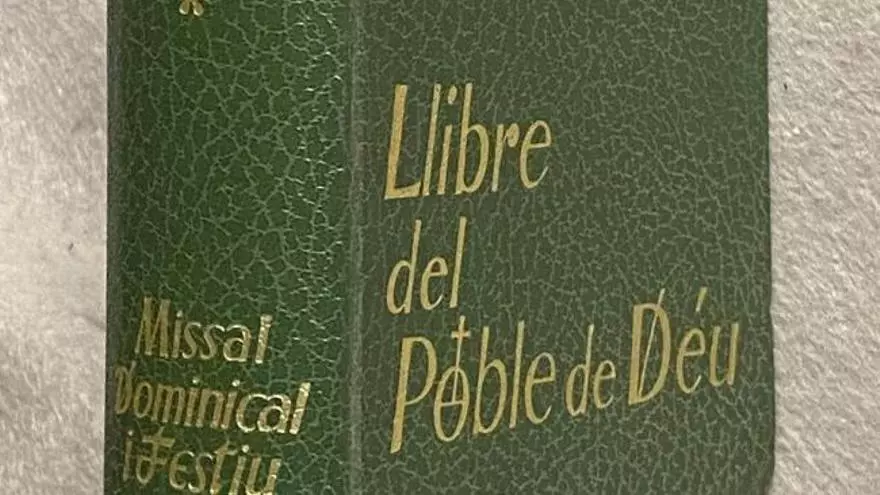 *
Missal
Dominical
i Festiu
Llibre
del
Poble de Déu